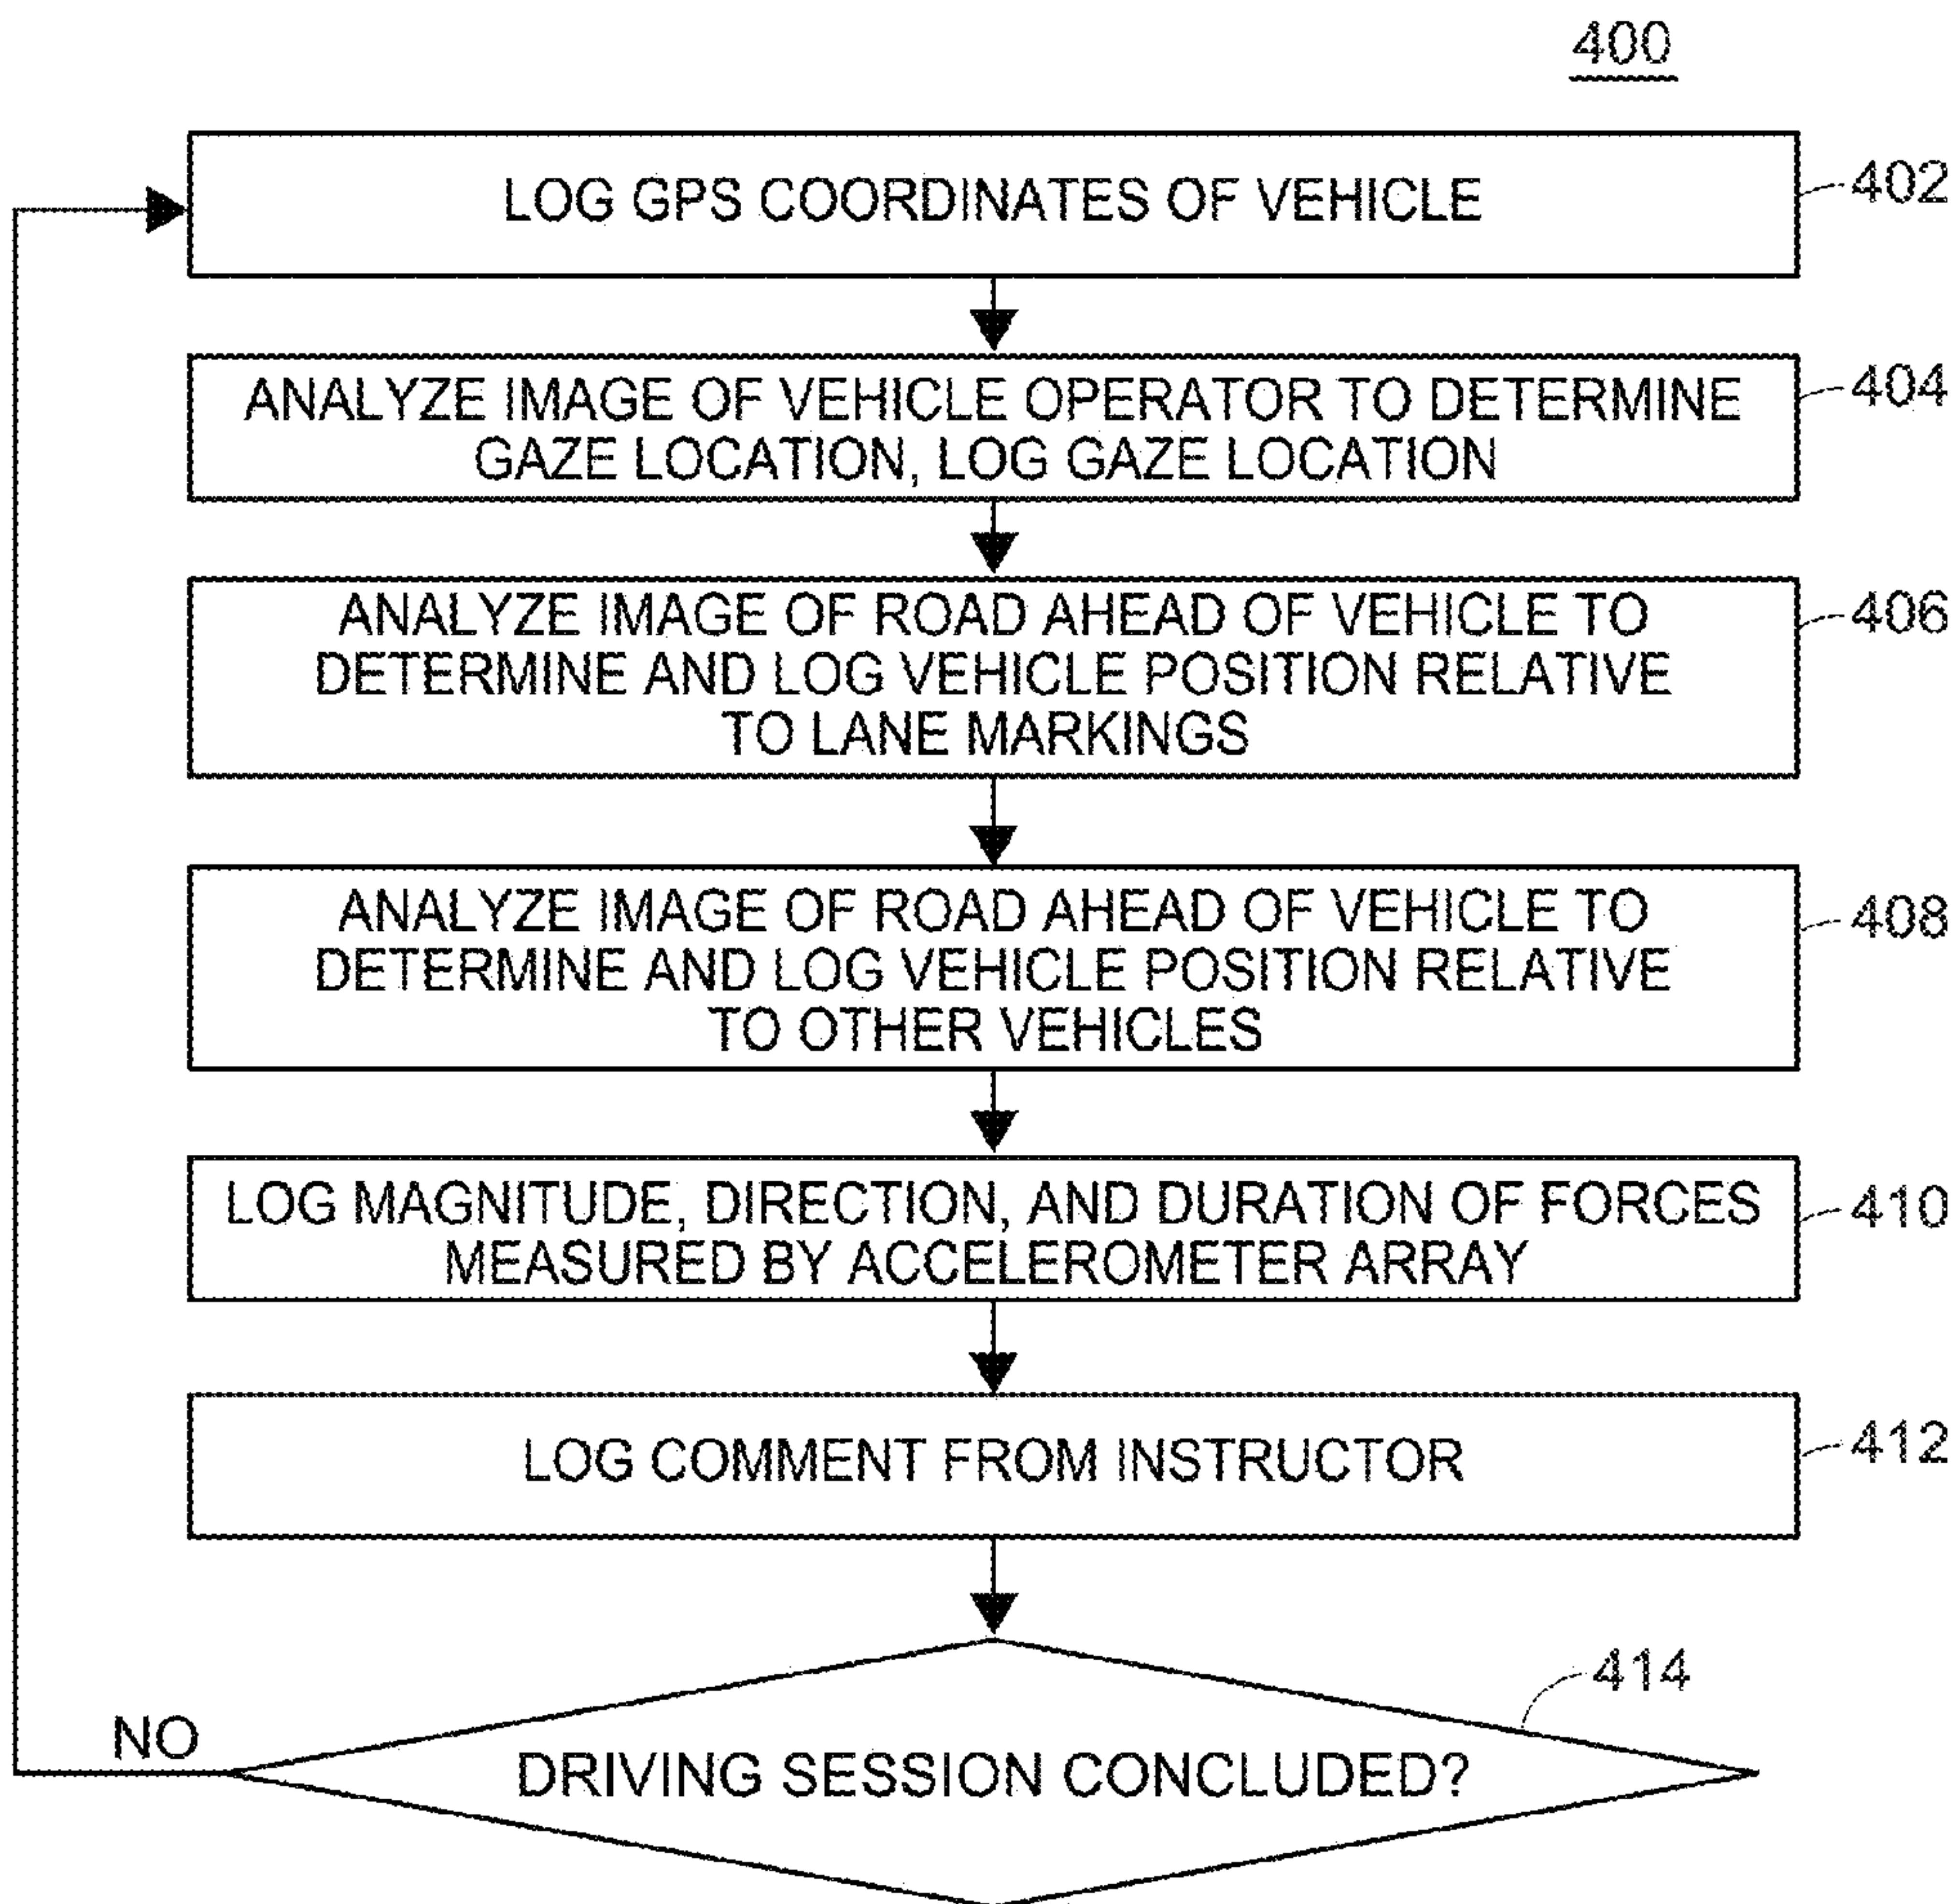 400
LOG GPS COORDINATES OF VEHICLE
402
ANALYZE IMAGE OF VEHICLE OPERATOR TO DETERMINE
GAZE LOCATION, LOG GAZE LOCATION
404
ANALYZE IMAGE OF ROAD AHEAD OF VEHICLE TO
DETERMINE AND LOG VEHICLE POSITION RELATIVE
TO LANE MARKINGS
406
ANALYZE IMAGE OF ROAD AHEAD OF VEHICLE TO
DETERMINE AND LOG VEHICLE POSITION RELATIVE
TO OTHER VEHICLES
408
LOG MAGNITUDE, DIRECTION, AND DURATION OF FORCES
MEASURED BY ACCELEROMETER ARRAY
410
LOG COMMENT FROM INSTRUCTOR
412
414
NO
DRIVING SESSION CONCLUDED?